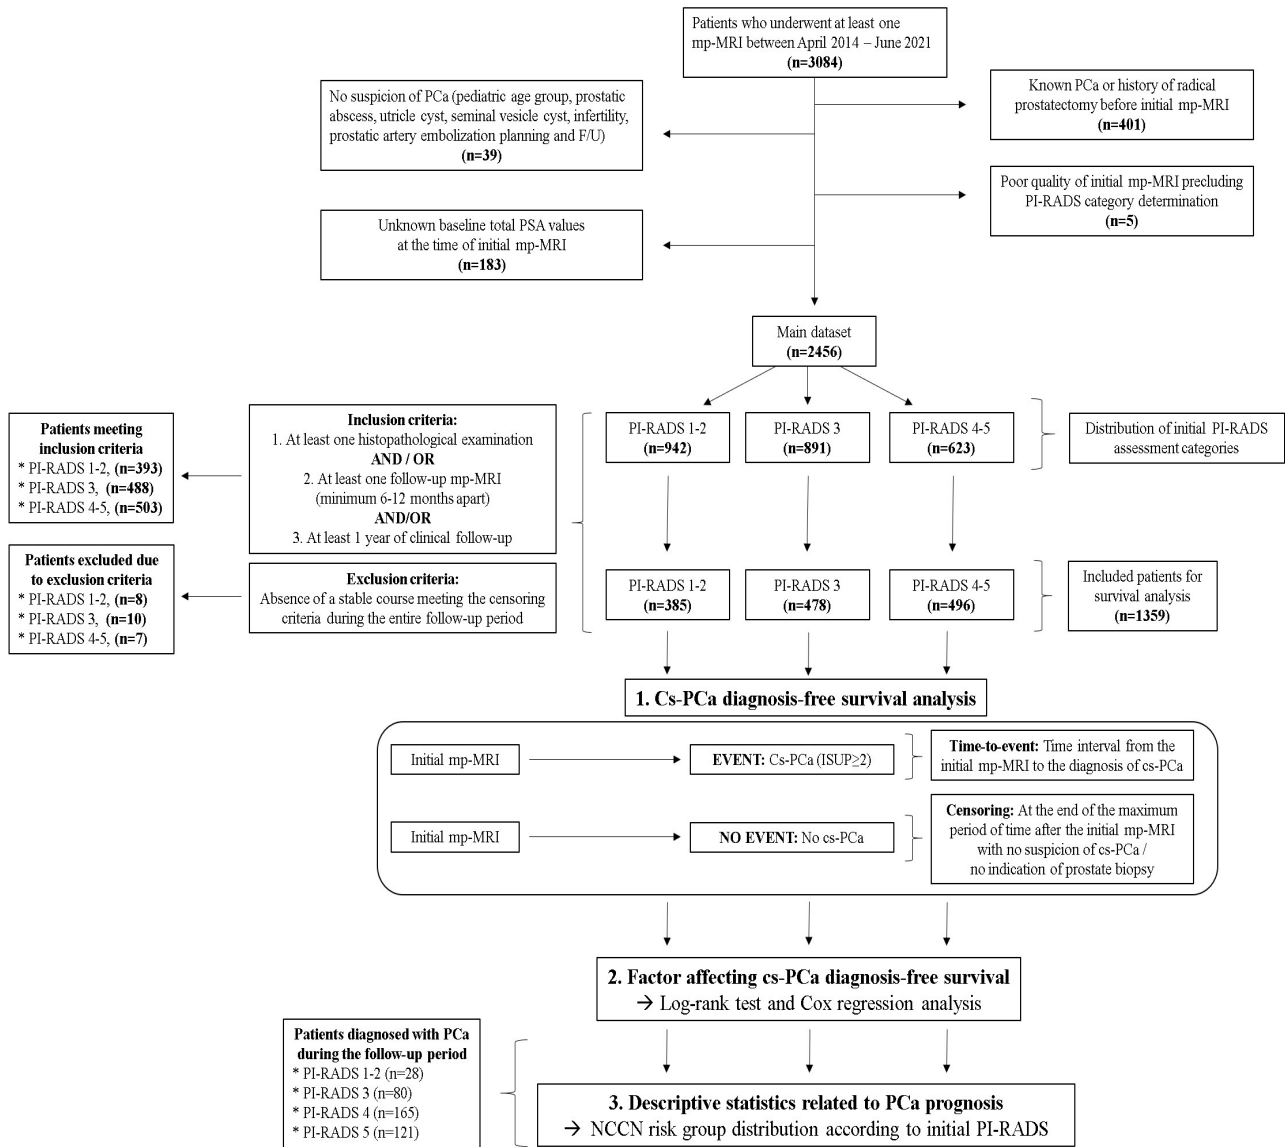 Patients who underwent at least one
mp-MRI between April 2014 – June 2021
(n=3084)
No suspicion of PCa (pediatric age group, prostatic
abscess, utricle cyst, seminal vesicle cyst, infertility,
prostatic artery embolization planning and F/U)
(n=39)
Known PCa or history of radical
prostatectomy before initial mp-MRI
(n=401)
Poor quality of initial mp-MRI precluding
PI-RADS category determination
(n=5)
Unknown baseline total PSA values
at the time of initial mp-MRI
(n=183)
Main dataset
(n=2456)
Patients meeting
inclusion criteria
* PI-RADS 1-2, (n=393)
* PI-RADS 3, (n=488)
* PI-RADS 4-5, (n=503)
Inclusion criteria:
1. At least one histopathological examination
AND / OR
2. At least one follow-up mp-MRI
(minimum 6-12 months apart)
AND/OR
3. At least 1 year of clinical follow-up
PI-RADS 1-2
(n=942)
PI-RADS 3
(n=891)
PI-RADS 4-5
(n=623)
Distribution of initial PI-RADS
assessment categories
Patients excluded due
to exclusion criteria
* PI-RADS 1-2, (n=8)
* PI-RADS 3, (n=10)
* PI-RADS 4-5, (n=7)
Exclusion criteria:
Absence of a stable course meeting the censoring
criteria during the entire follow-up period
PI-RADS 1-2
(n=385)
PI-RADS 3
(n=478)
PI-RADS 4-5
(n=496)
Included patients for
survival analysis
(n=1359)
1. Cs-PCa diagnosis-free survival analysis
Initial mp-MRI
EVENT: Cs-PCa (ISUP≥2)
Time-to-event: Time interval from the
initial mp-MRI to the diagnosis of cs-PCa
Initial mp-MRI
NO EVENT: No cs-PCa
Censoring: At the end of the maximum
period of time after the initial mp-MRI
with no suspicion of cs-PCa /
no indication of prostate biopsy
2. Factor affecting cs-PCa diagnosis-free survival
→ Log-rank test and Cox regression analysis
Patients diagnosed with PCa
during the follow-up period
* PI-RADS 1-2 (n=28)
* PI-RADS 3 (n=80)
* PI-RADS 4 (n=165)
* PI-RADS 5 (n=121)
3. Descriptive statistics related to PCa prognosis
→ NCCN risk group distribution according to initial PI-RADS